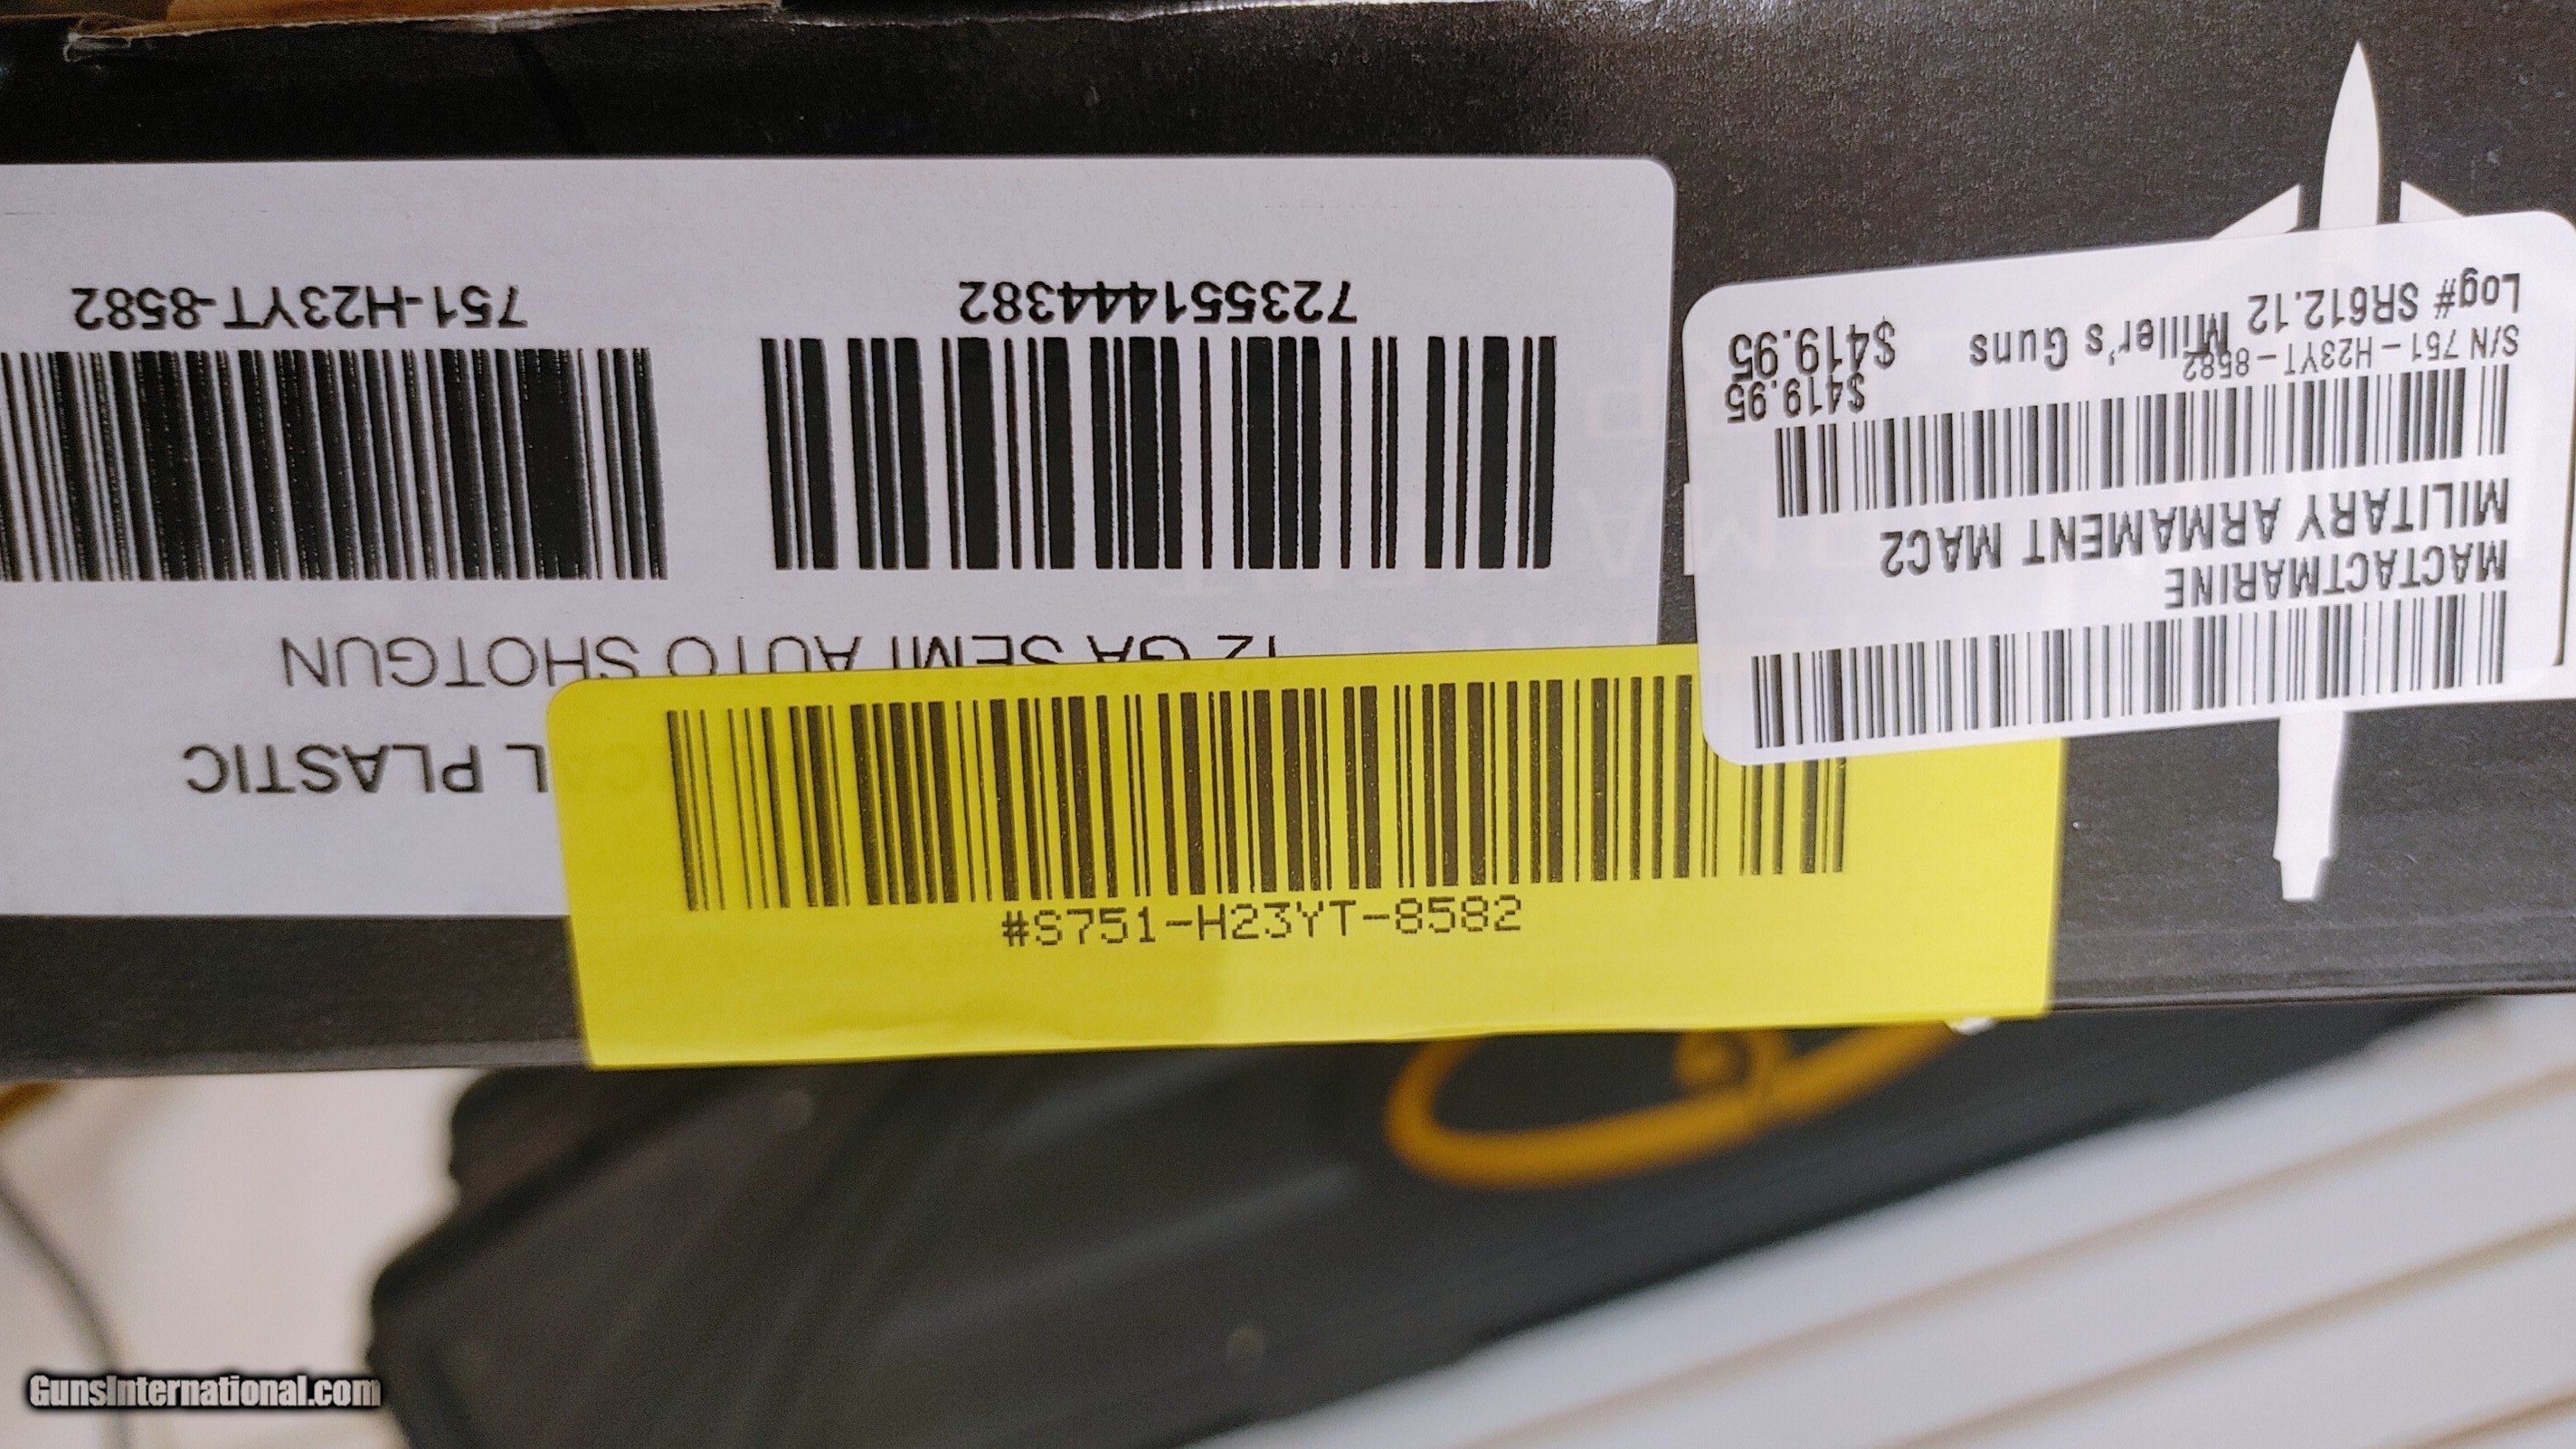 751-H23YT-8582
723551444382
12 GA SEMI AUTO SHOTGUN
CAL PLASTIC
#S751-H23YT-8582
MACTACTMARINE
MILITARY ARMAMENT MAC2
$419.95
S/N 751-H23YT-8582
Miller's Guns $419.95
Log# SR612.12
GunsInternational.com